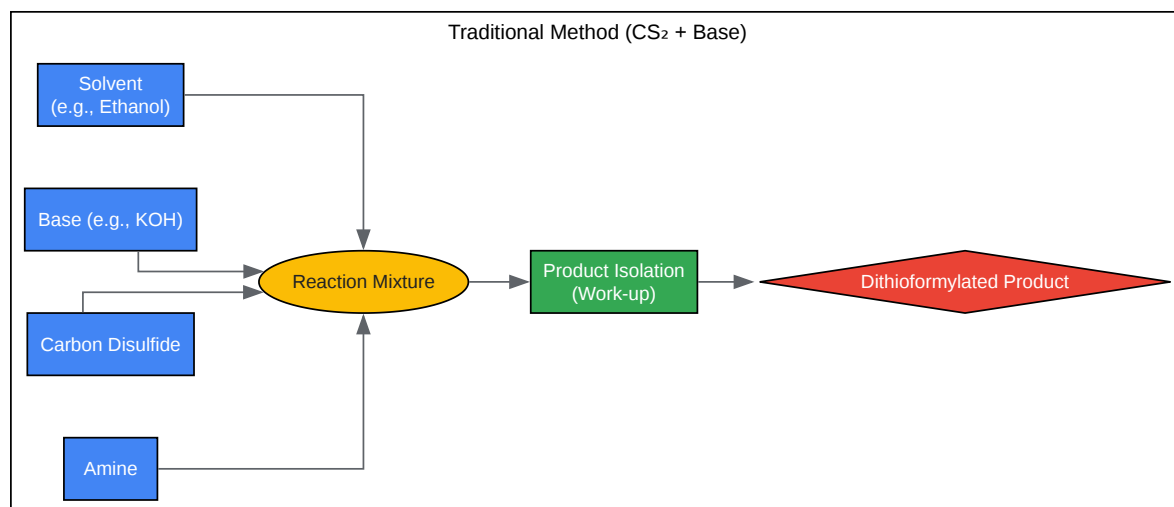 Traditional Method (CS₂ + Base)
Solvent
(e.g., Ethanol)
Base (e.g., KOH)
Carbon Disulfide
Amine
Reaction Mixture
Product Isolation
(Work-up)
Dithioformylated Product